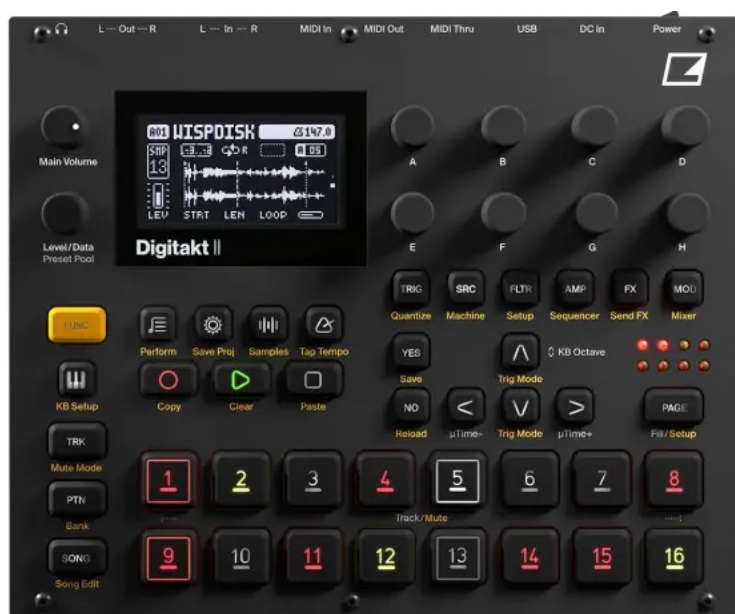 L Out R L In R MIDI In MIDI Out MIDI Thru USB DC In Power
A01 WISPDISK 147.0
SMP
13
R
LEV STRT LEN LOOP
Digitakt II
Main Volume
Level/Data
Preset Pool
A B C D
E F G H
TRIG SRC FLTR AMP FX MOD
Quantize Machine Setup Sequencer Send FX Mixer
FUNC
Perform Save Proj Samples Tap Tempo
YES
Save
Trig Mode
KB Octave
KB Setup
Copy Clear Paste
NO
Reload
µTime-
Trig Mode
µTime+
PAGE
Fill/Setup
TRK
Mute Mode
PTN
Bank
SONG
Song Edit
1 2 3 4 5 6 7 8
Track/Mute
9 10 11 12 13 14 15 16